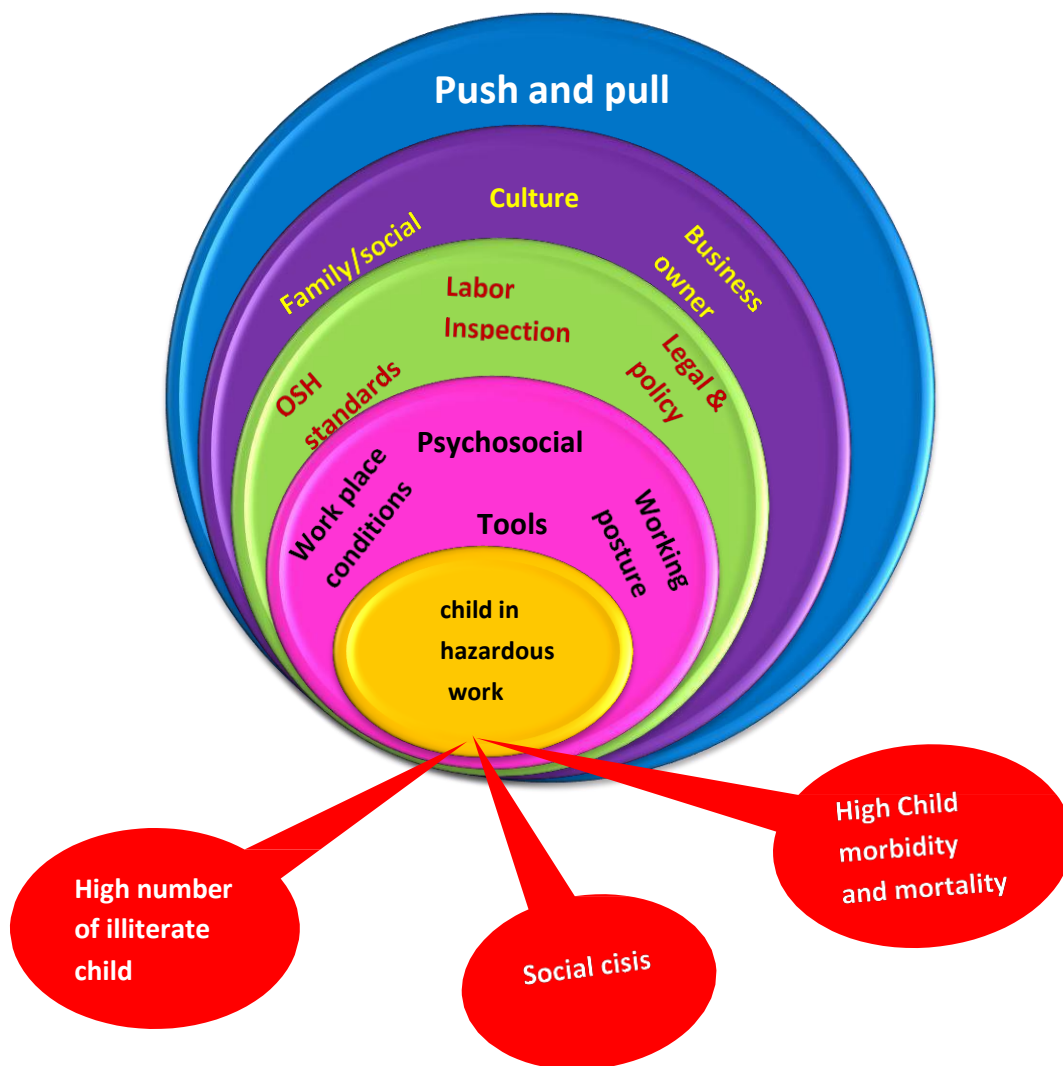 Push and pull
Culture
Family/social
Business
owner
Labor
Inspection
OSH
standards
Legal &
policy
Psychosocial
Work place
conditions
Tools
Working
posture
child in
hazardous
work
High number
of illiterate
child
Social cisis
High Child
morbidity
and mortality